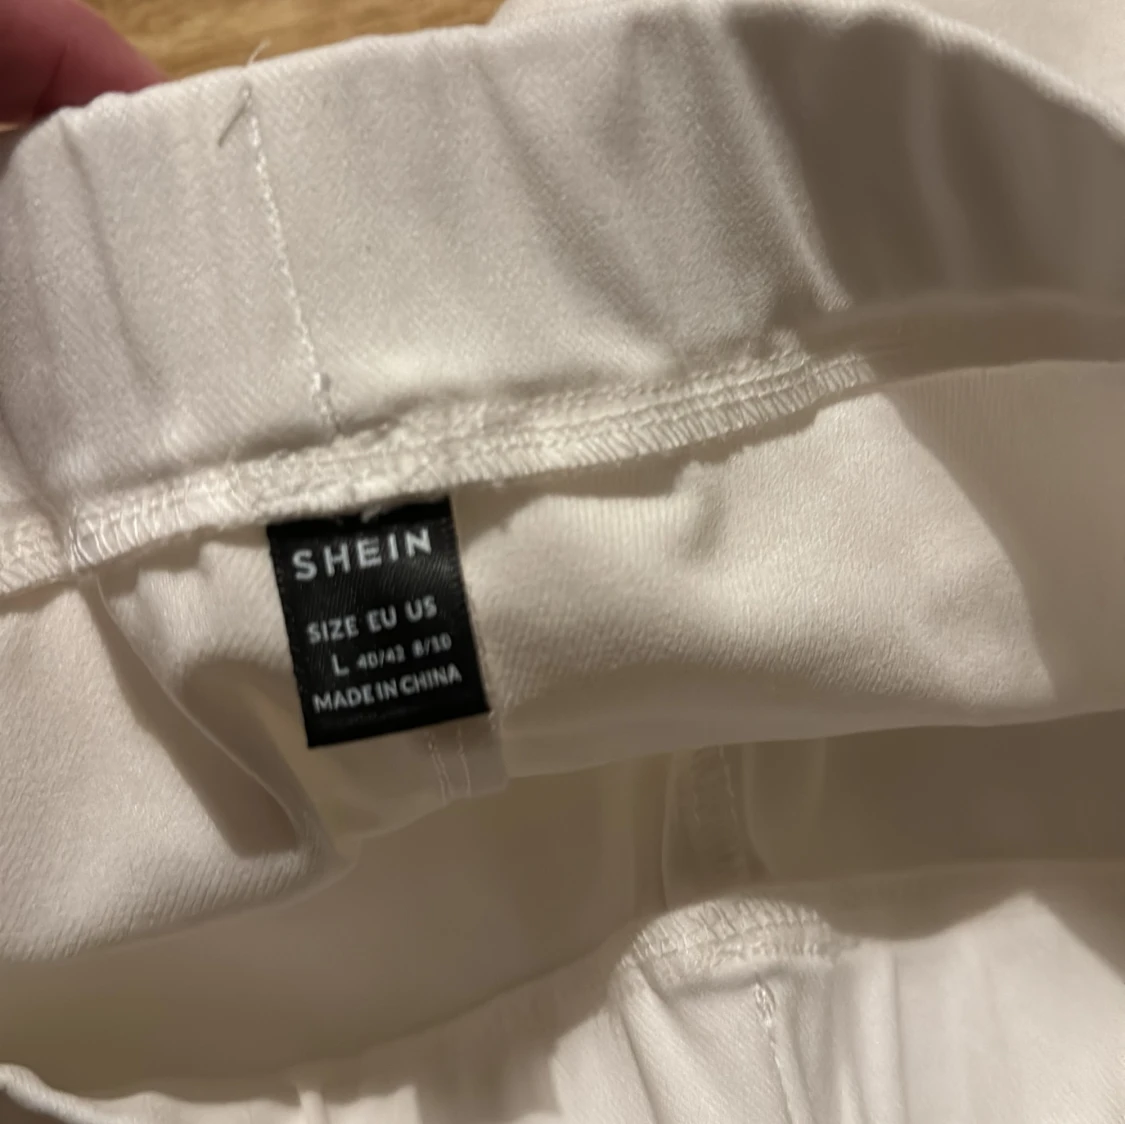 SHEIN
SIZE EU US
L 40/42 8/10
MADE IN CHINA